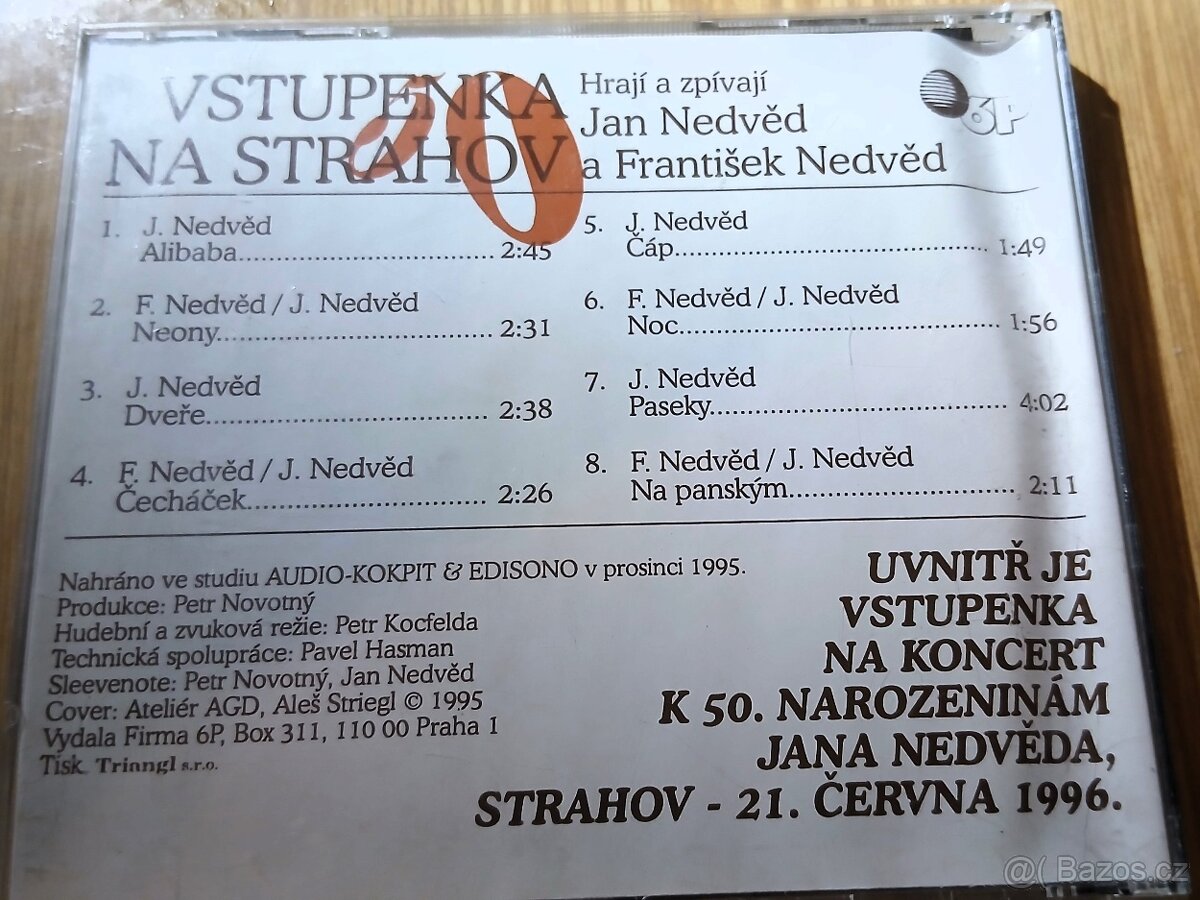 VSTUPENKA
NA STRAHOV
50
Hrají a zpívají
Jan Nedvěd
a František Nedvěd
6P
1. J. Nedvěd
Alibaba.................................. 2:45
2. F. Nedvěd / J. Nedvěd
Neony.................................... 2:31
3. J. Nedvěd
Dveře..................................... 2:38
4. F. Nedvěd / J. Nedvěd
Čecháček................................ 2:26
5. J. Nedvěd
Čáp........................................ 1:49
6. F. Nedvěd / J. Nedvěd
Noc......................................... 1:56
7. J. Nedvěd
Paseky..................................... 4:02
8. F. Nedvěd / J. Nedvěd
Na panským............................. 2:11
Nahráno ve studiu AUDIO-KOKPIT & EDISONO v prosinci 1995.
Produkce: Petr Novotný
Hudební a zvuková režie: Petr Kocfelda
Technická spolupráce: Pavel Hasman
Sleevenote: Petr Novotný, Jan Nedvěd
Cover: Ateliér AGD, Aleš Striegl © 1995
Vydala Firma 6P, Box 311, 110 00 Praha 1
Tisk Triangl s.r.o.
UVNITŘ JE
VSTUPENKA
NA KONCERT
K 50. NAROZENINÁM
JANA NEDVĚDA,
STRAHOV - 21. ČERVNA 1996.
@( Bazos.cz